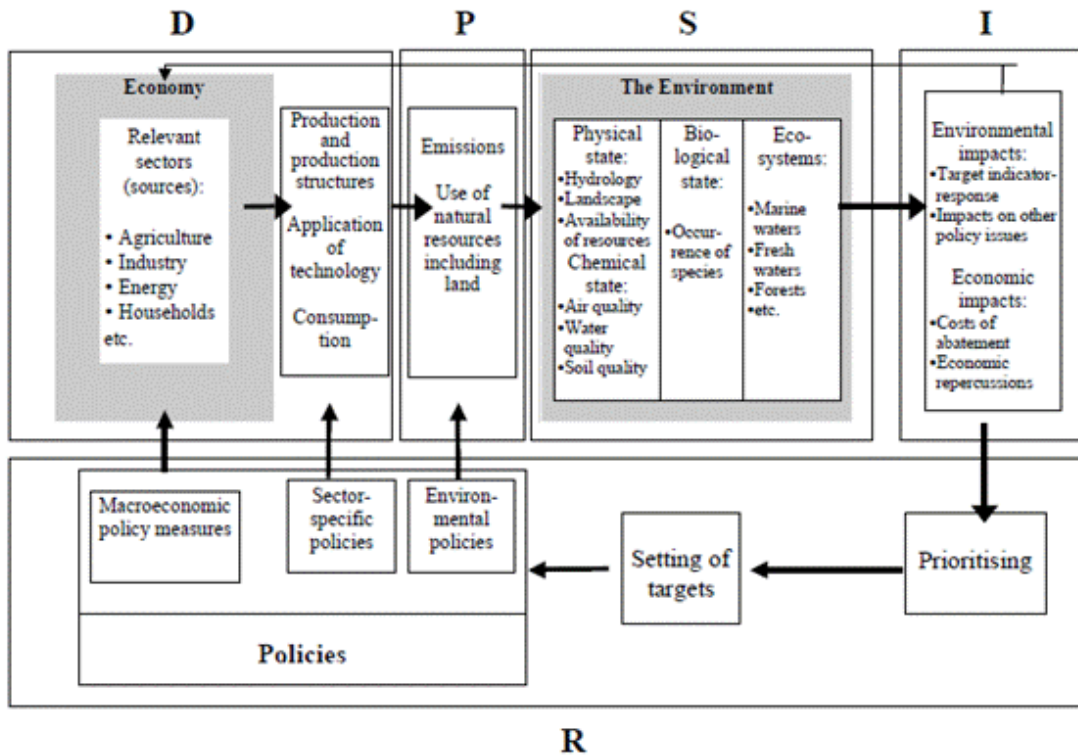 D
P
S
I
Economy
Relevant
sectors
(sources):
• Agriculture
• Industry
• Energy
• Households
etc.
Production
and
production
structures
Application
of
technology
Consump-
tion
Emissions
Use of
natural
resources
including
land
The Environment
Physical
state:
•Hydrology
•Landscape
•Availability
of resources
Chemical
state:
•Air quality
•Water
quality
•Soil quality
Bio-
logical
state:
•Occur-
rence of
species
Eco-
systems:
•Marine
waters
•Fresh
waters
•Forests
•etc.
Environmental
impacts:
•Target indicator-
response
•Impacts on other
policy issues
Economic
impacts:
•Costs of
abatement
•Economic
repercussions
Macroeconomic
policy measures
Sector-
specific
policies
Environ-
mental
policies
Setting of
targets
Prioritising
Policies
R